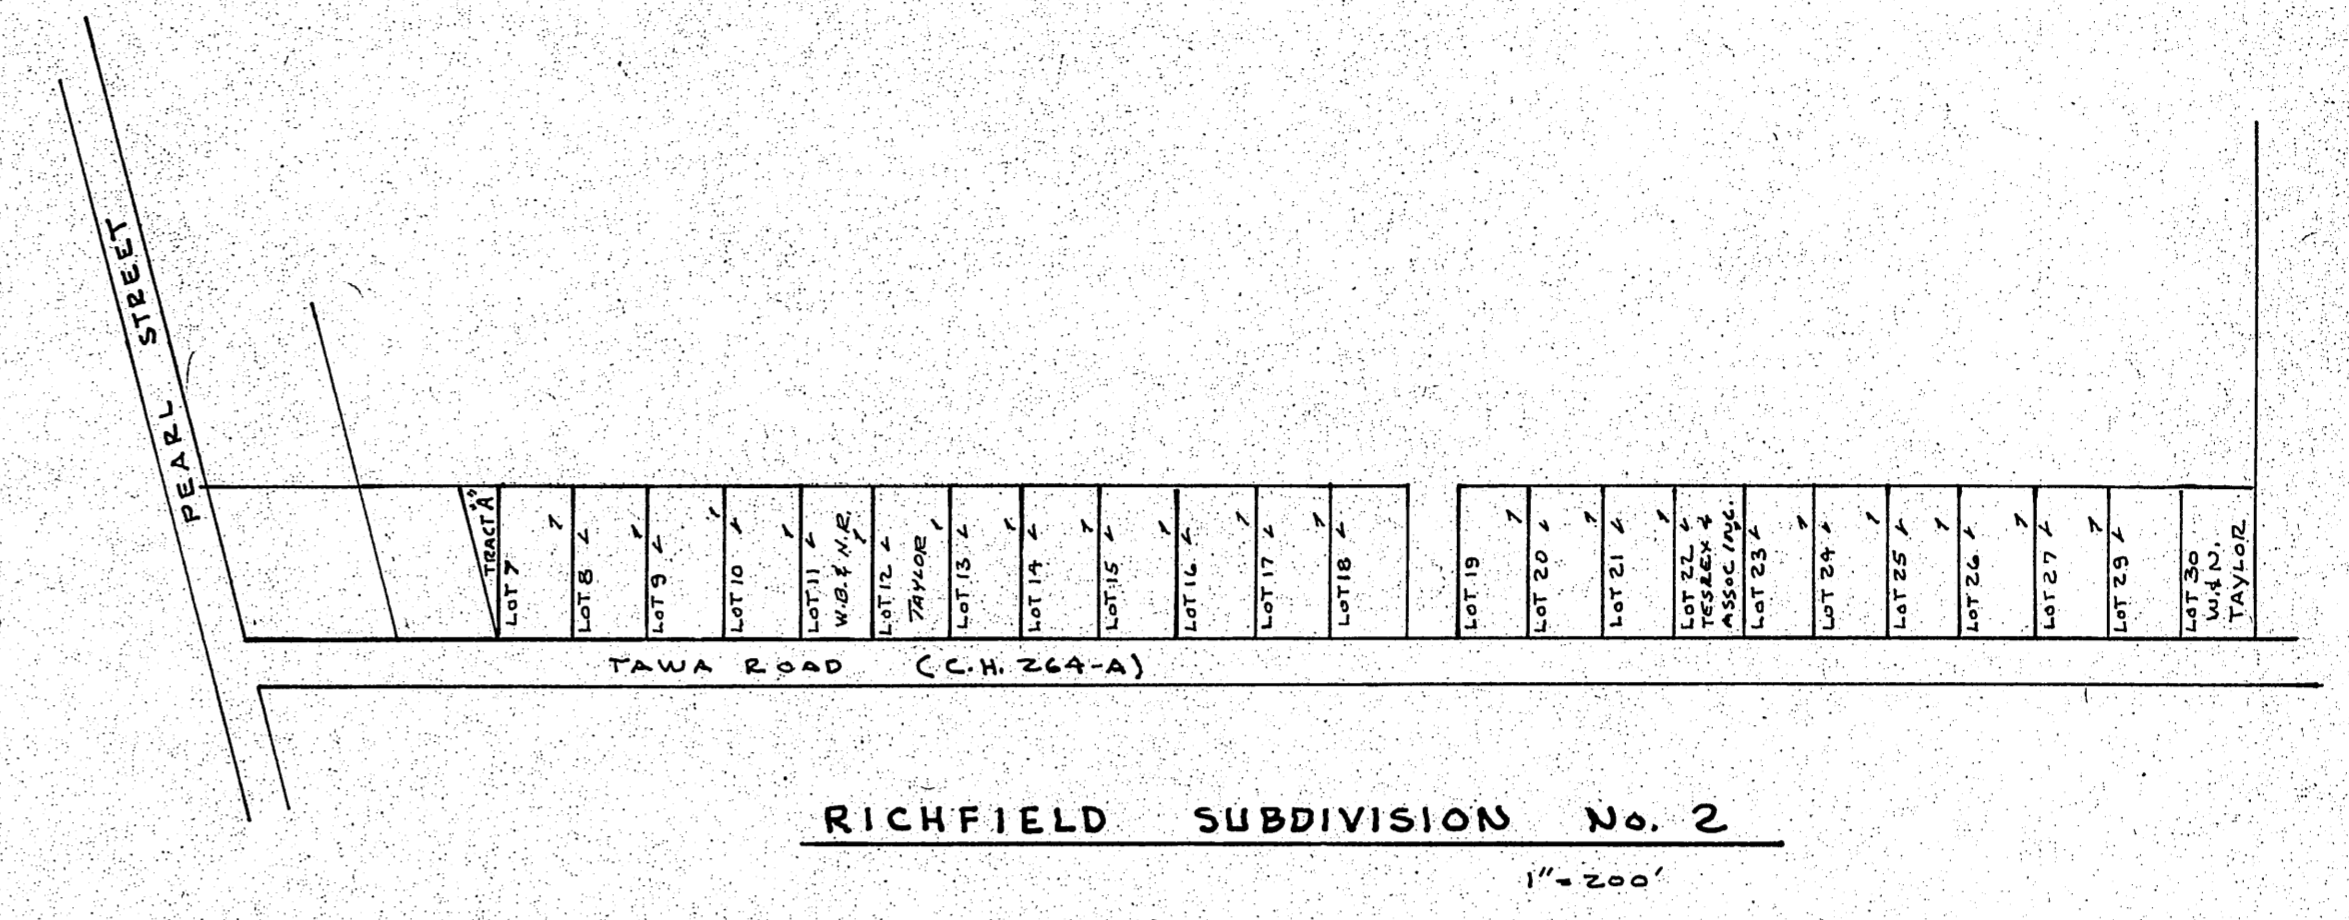 PEARL STREET
TRACT "A"
LOT 7
LOT 8
LOT 9
LOT 10
LOT 11
W.B. & N.R.
LOT 12
TAYLOR
LOT 13
LOT 14
LOT 15
LOT 16
LOT 17
LOT 18
LOT 19
LOT 20
LOT 21
LOT 22
TESREX &
ASSOC INC.
LOT 23
LOT 24
LOT 25
LOT 26
LOT 27
LOT 29
LOT 30
W. & N.
TAYLOR
TAWA ROAD (C.H. 264-A)
RICHFIELD SUBDIVISION No. 2
1" = 200'